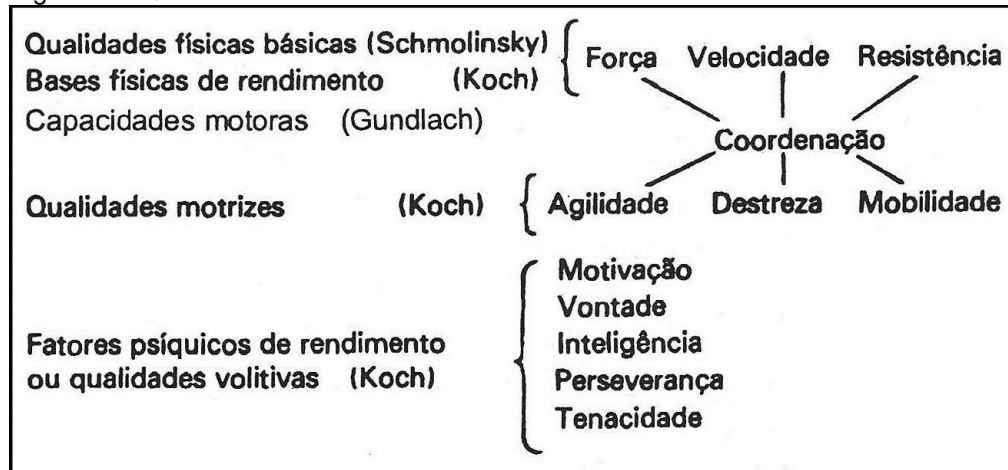 Qualidades físicas básicas (Schmolinsky)
Bases físicas de rendimento (Koch)
Capacidades motoras (Gundlach)
Força Velocidade Resistência
Coordenação
Qualidades motrizes (Koch)
Agilidade Destreza Mobilidade
Fatores psíquicos de rendimento
ou qualidades volitivas (Koch)
Motivação
Vontade
Inteligência
Perseverança
Tenacidade